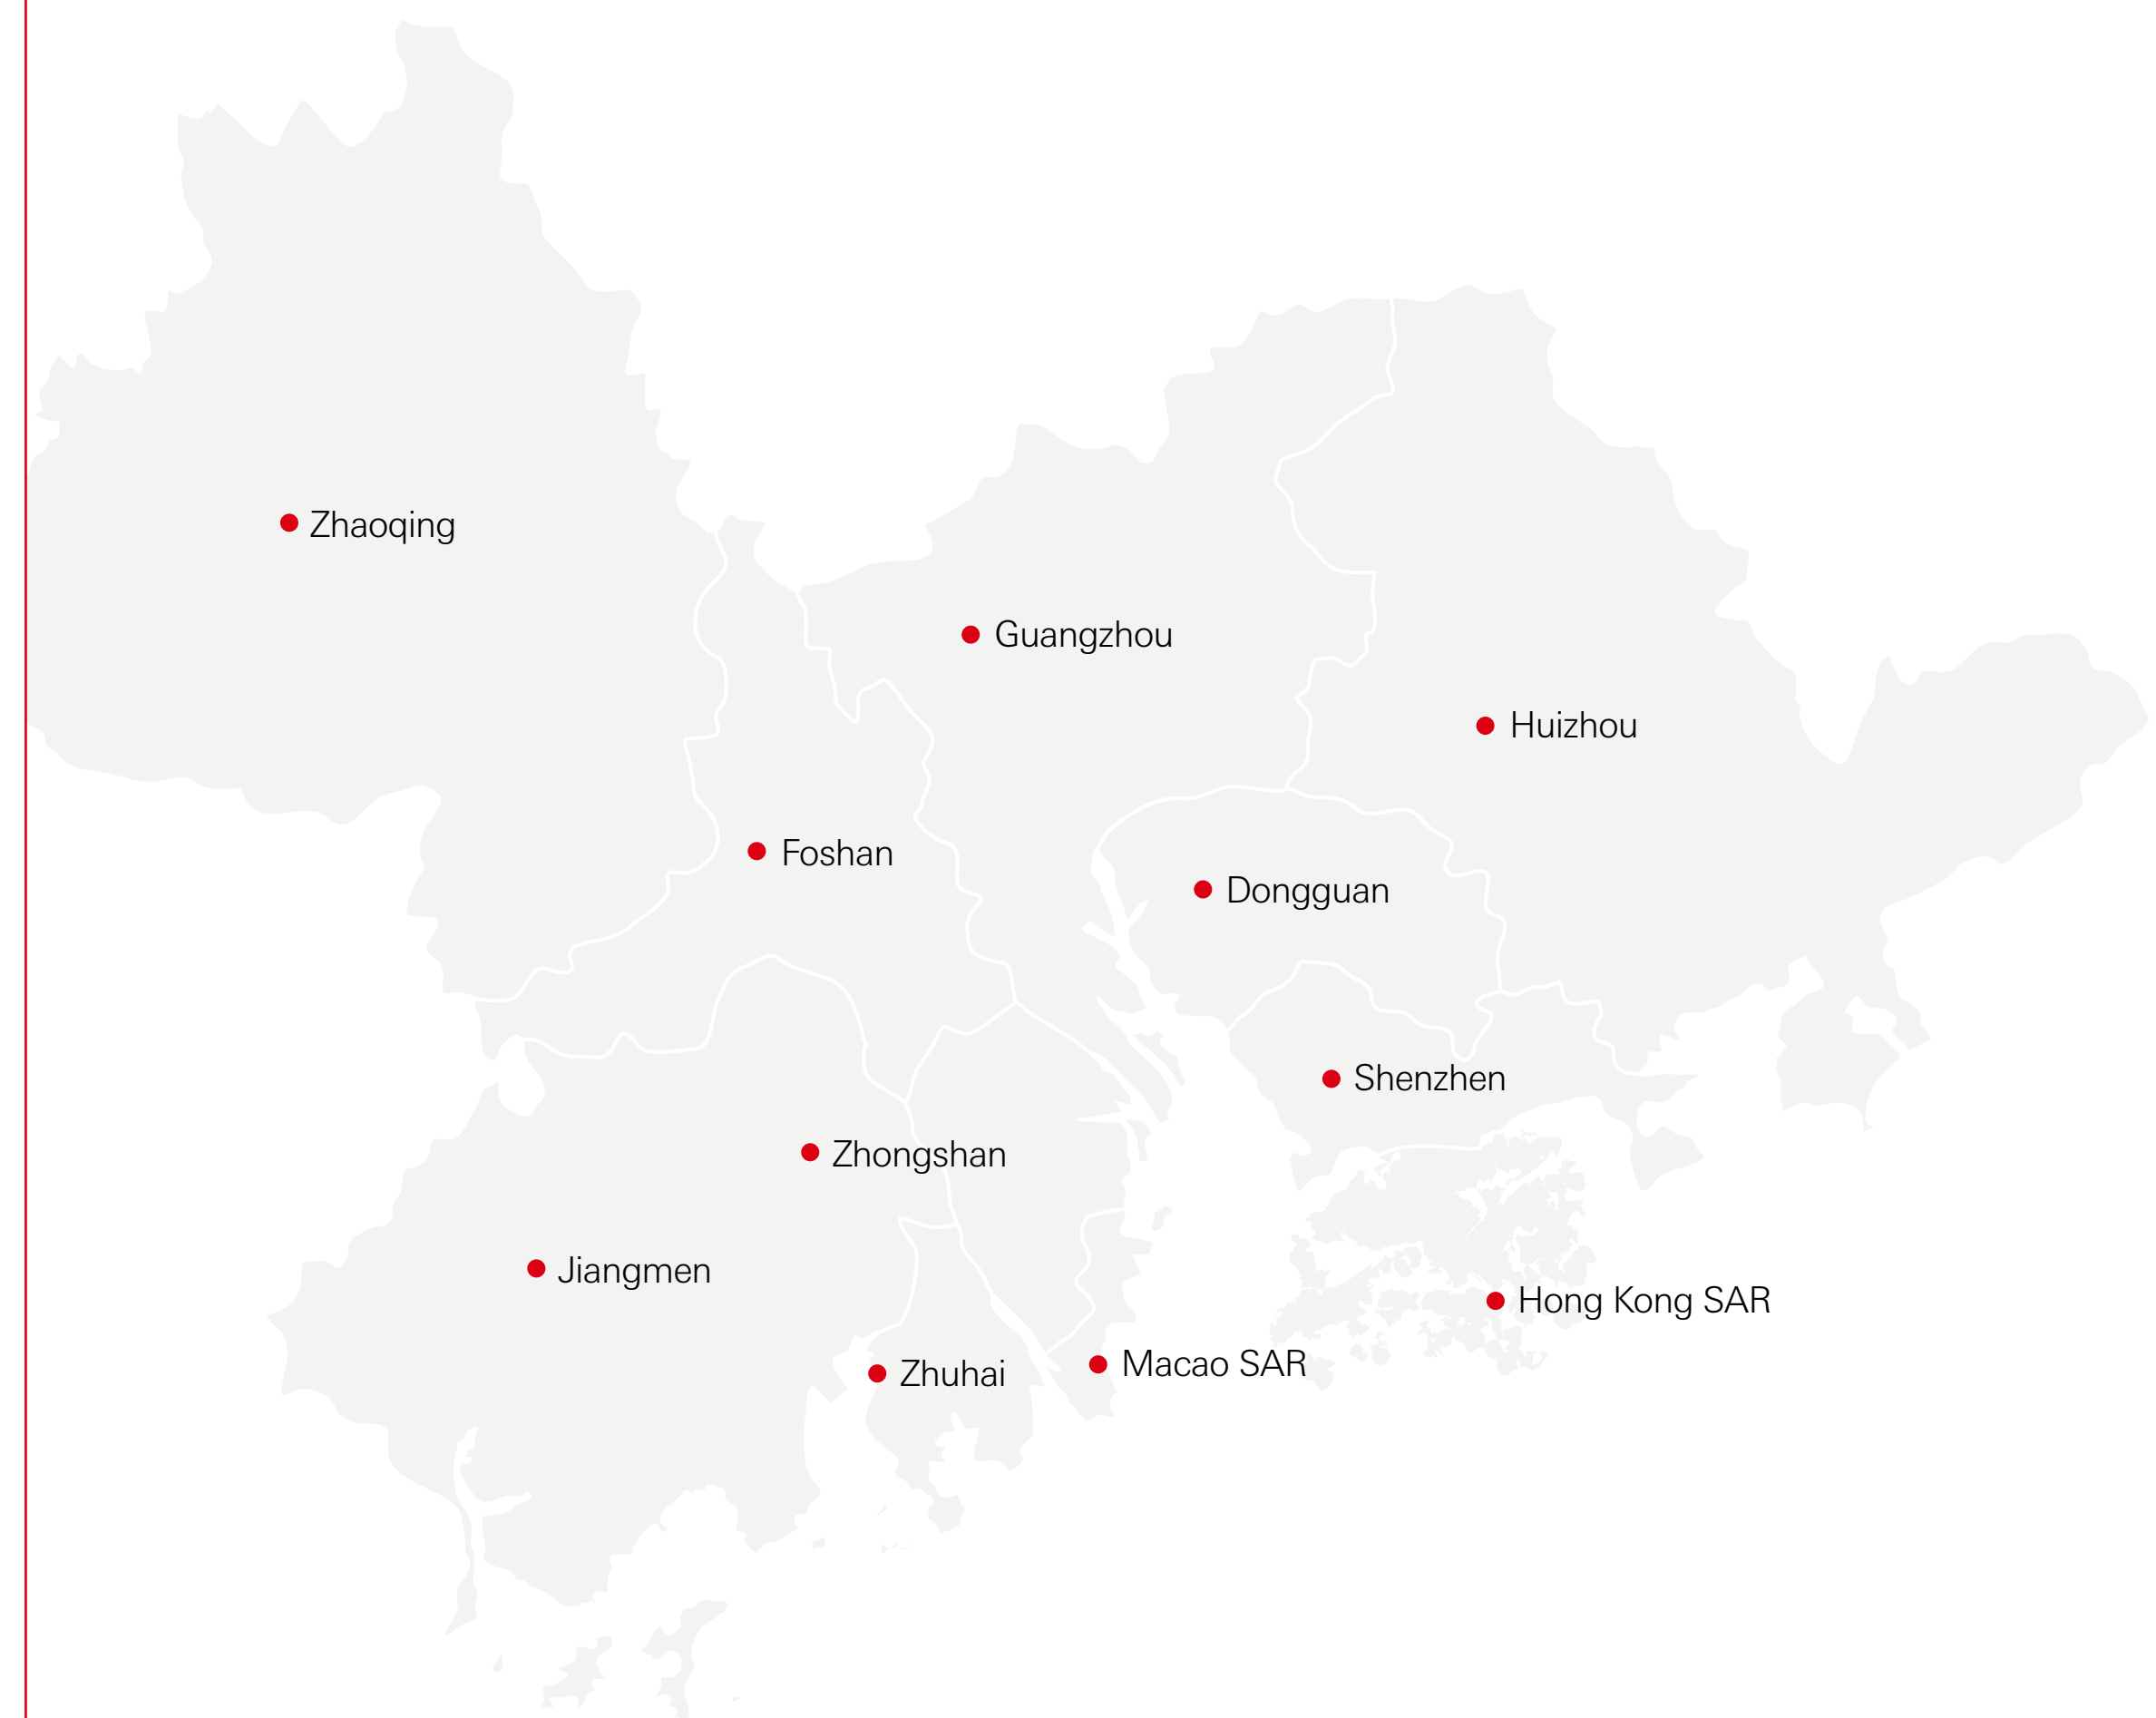 Zhaoqing
Guangzhou
Huizhou
Foshan
Dongguan
Shenzhen
Zhongshan
Jiangmen
Hong Kong SAR
Macao SAR
Zhuhai